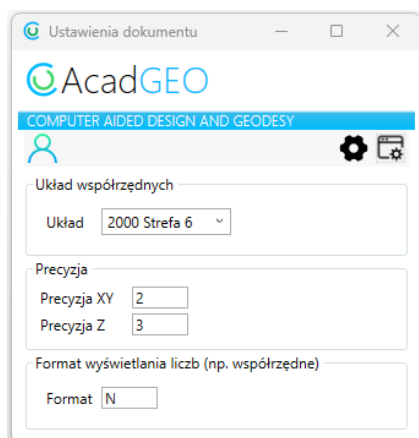 Ustawienia dokumentu
AcadGEO
COMPUTER AIDED DESIGN AND GEODESY
Układ współrzędnych
Układ 2000 Strefa 6
Precyzja
Precyzja XY 2
Precyzja Z 3
Format wyświetlania liczb (np. współrzędne)
Format N